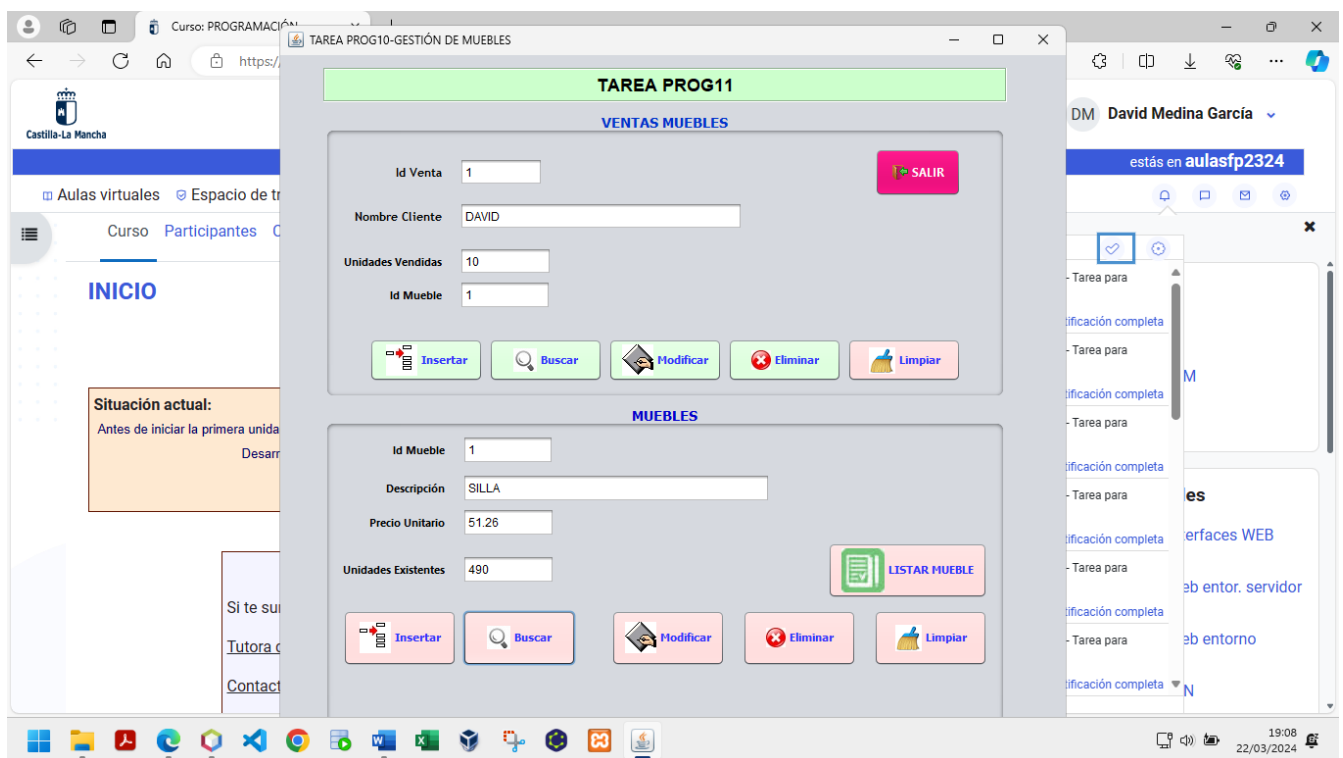 Curso: PROGRAMACIÓN
https:/
TAREA PROG10-GESTIÓN DE MUEBLES
Castilla-La Mancha
DM David Medina García
estás en aulasfp2324
Aulas virtuales Espacio de tr
Curso Participantes C
INICIO
Situación actual:
Antes de iniciar la primera unida
Desarr
Si te sur
Tutora d
Contact
TAREA PROG11
VENTAS MUEBLES
Id Venta 1
SALIR
Nombre Cliente DAVID
Unidades Vendidas 10
Id Mueble 1
Insertar Buscar Modificar Eliminar Limpiar
MUEBLES
Id Mueble 1
Descripción SILLA
Precio Unitario 51.26
Unidades Existentes 490
LISTAR MUEBLE
Insertar Buscar Modificar Eliminar Limpiar
- Tarea para
tificación completa
- Tarea para
tificación completa
- Tarea para
tificación completa
- Tarea para
tificación completa
- Tarea para
tificación completa
- Tarea para
tificación completa
M
es
erfaces WEB
eb entor. servidor
eb entorno
N
19:08
22/03/2024